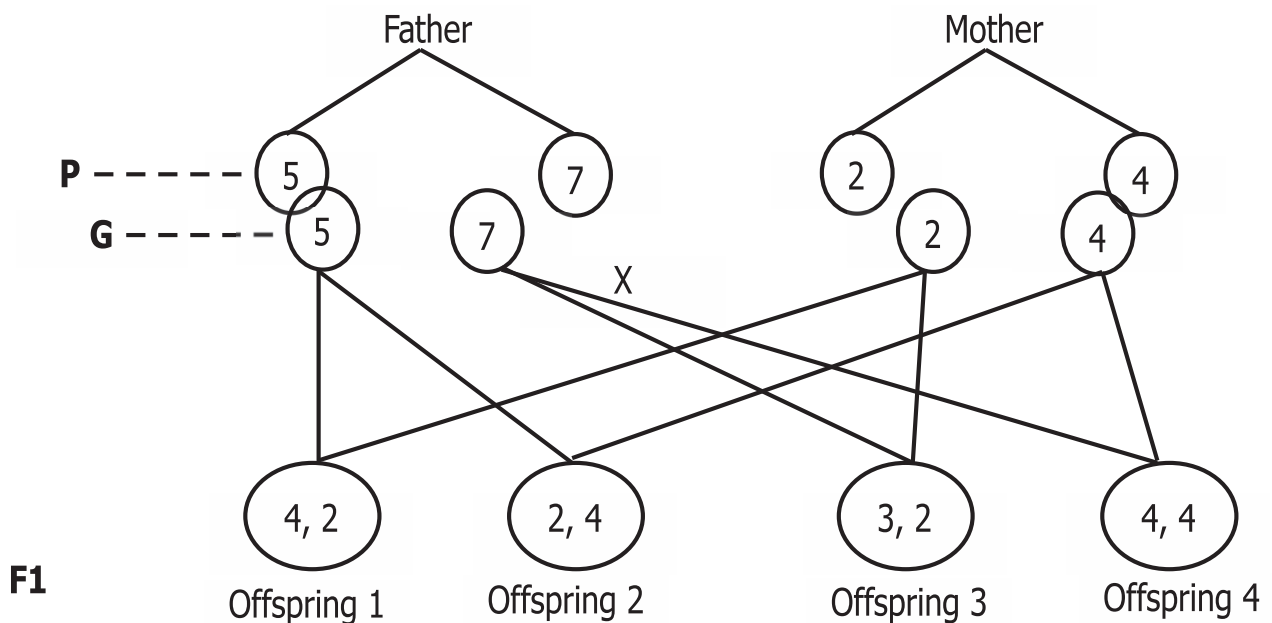 Father Mother
P 5 7 2 4
G 5 7 2 4
X
4, 2 2, 4 3, 2 4, 4
F1
Offspring 1 Offspring 2 Offspring 3 Offspring 4